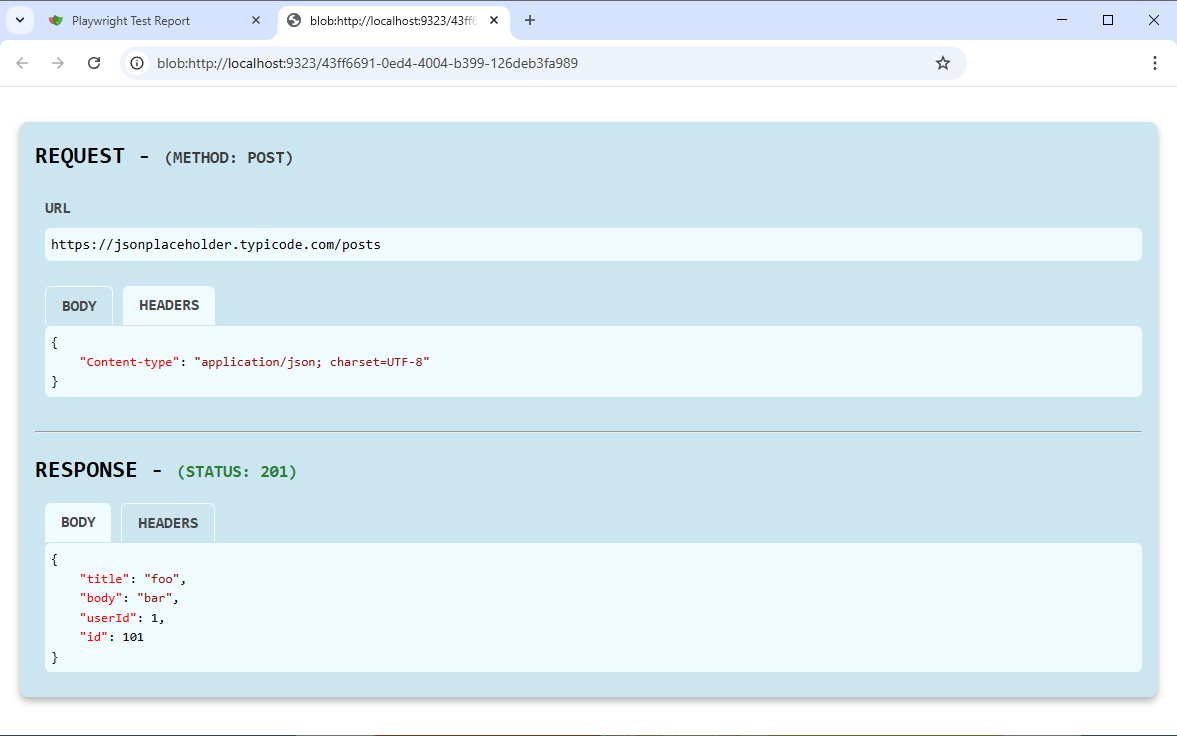 Playwright Test Report
blob:http://localhost:9323/43ff6
blob:http://localhost:9323/43ff6691-0ed4-4004-b399-126deb3fa989
REQUEST - (METHOD: POST)
URL
https://jsonplaceholder.typicode.com/posts
BODY HEADERS
{
    "Content-type": "application/json; charset=UTF-8"
}
RESPONSE - (STATUS: 201)
BODY HEADERS
{
    "title": "foo",
    "body": "bar",
    "userId": 1,
    "id": 101
}